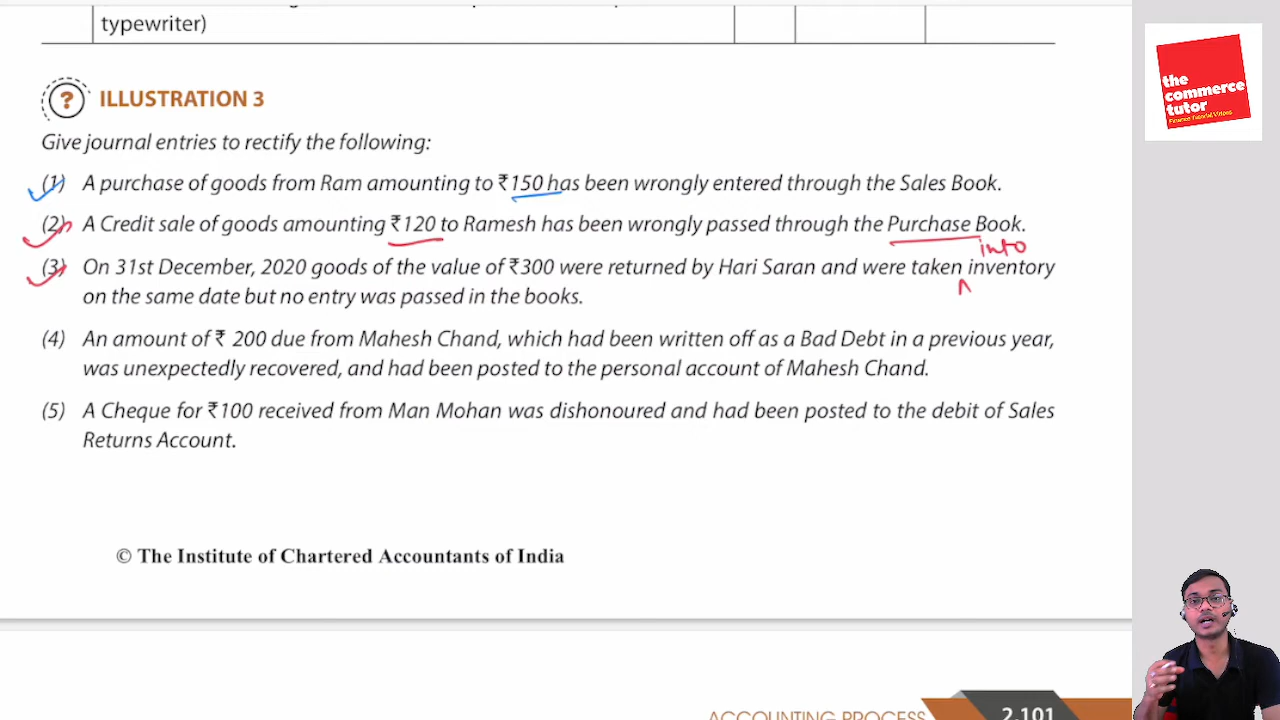 typewriter)
the
commerce
tutor
Finance Tutorial Videos
? ILLUSTRATION 3
Give journal entries to rectify the following:
(1) A purchase of goods from Ram amounting to ₹150 has been wrongly entered through the Sales Book.
(2) A Credit sale of goods amounting ₹120 to Ramesh has been wrongly passed through the Purchase Book.
into
(3) On 31st December, 2020 goods of the value of ₹300 were returned by Hari Saran and were taken inventory
on the same date but no entry was passed in the books.
(4) An amount of ₹ 200 due from Mahesh Chand, which had been written off as a Bad Debt in a previous year,
was unexpectedly recovered, and had been posted to the personal account of Mahesh Chand.
(5) A Cheque for ₹100 received from Man Mohan was dishonoured and had been posted to the debit of Sales
Returns Account.
© The Institute of Chartered Accountants of India
ACCOUNTING PROCESS 2.101